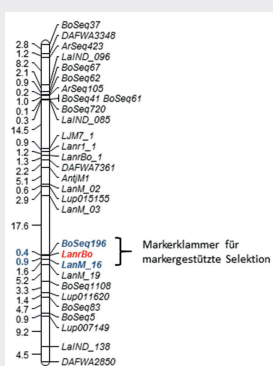 BoSeq37
DAFWA3348
2.8
ArSeq423
1.2
LaIND_096
8.2
BoSeq67
2.1
BoSeq62
0.9
ArSeq105
0.2
BoSeq41 BoSeq61
1.0
BoSeq720
0.1
LaIND_085
0.3
14.5
LJM7_1
0.9
Lanr1_1
1.2
LanrBo_1
1.3
DAFWA7361
2.2
AntjM1
5.1
LanM_02
0.6
Lup015155
2.9
LanM_03
17.6
BoSeq196
0.4
LanrBo
0.9
LanM_16
Markerklammer für
markergestützte Selektion
1.6
LanM_19
5.2
BoSeq1108
3.3
Lup011620
1.4
BoSeq83
4.7
BoSeq5
0.9
Lup007149
9.2
LaIND_138
4.5
DAFWA2850